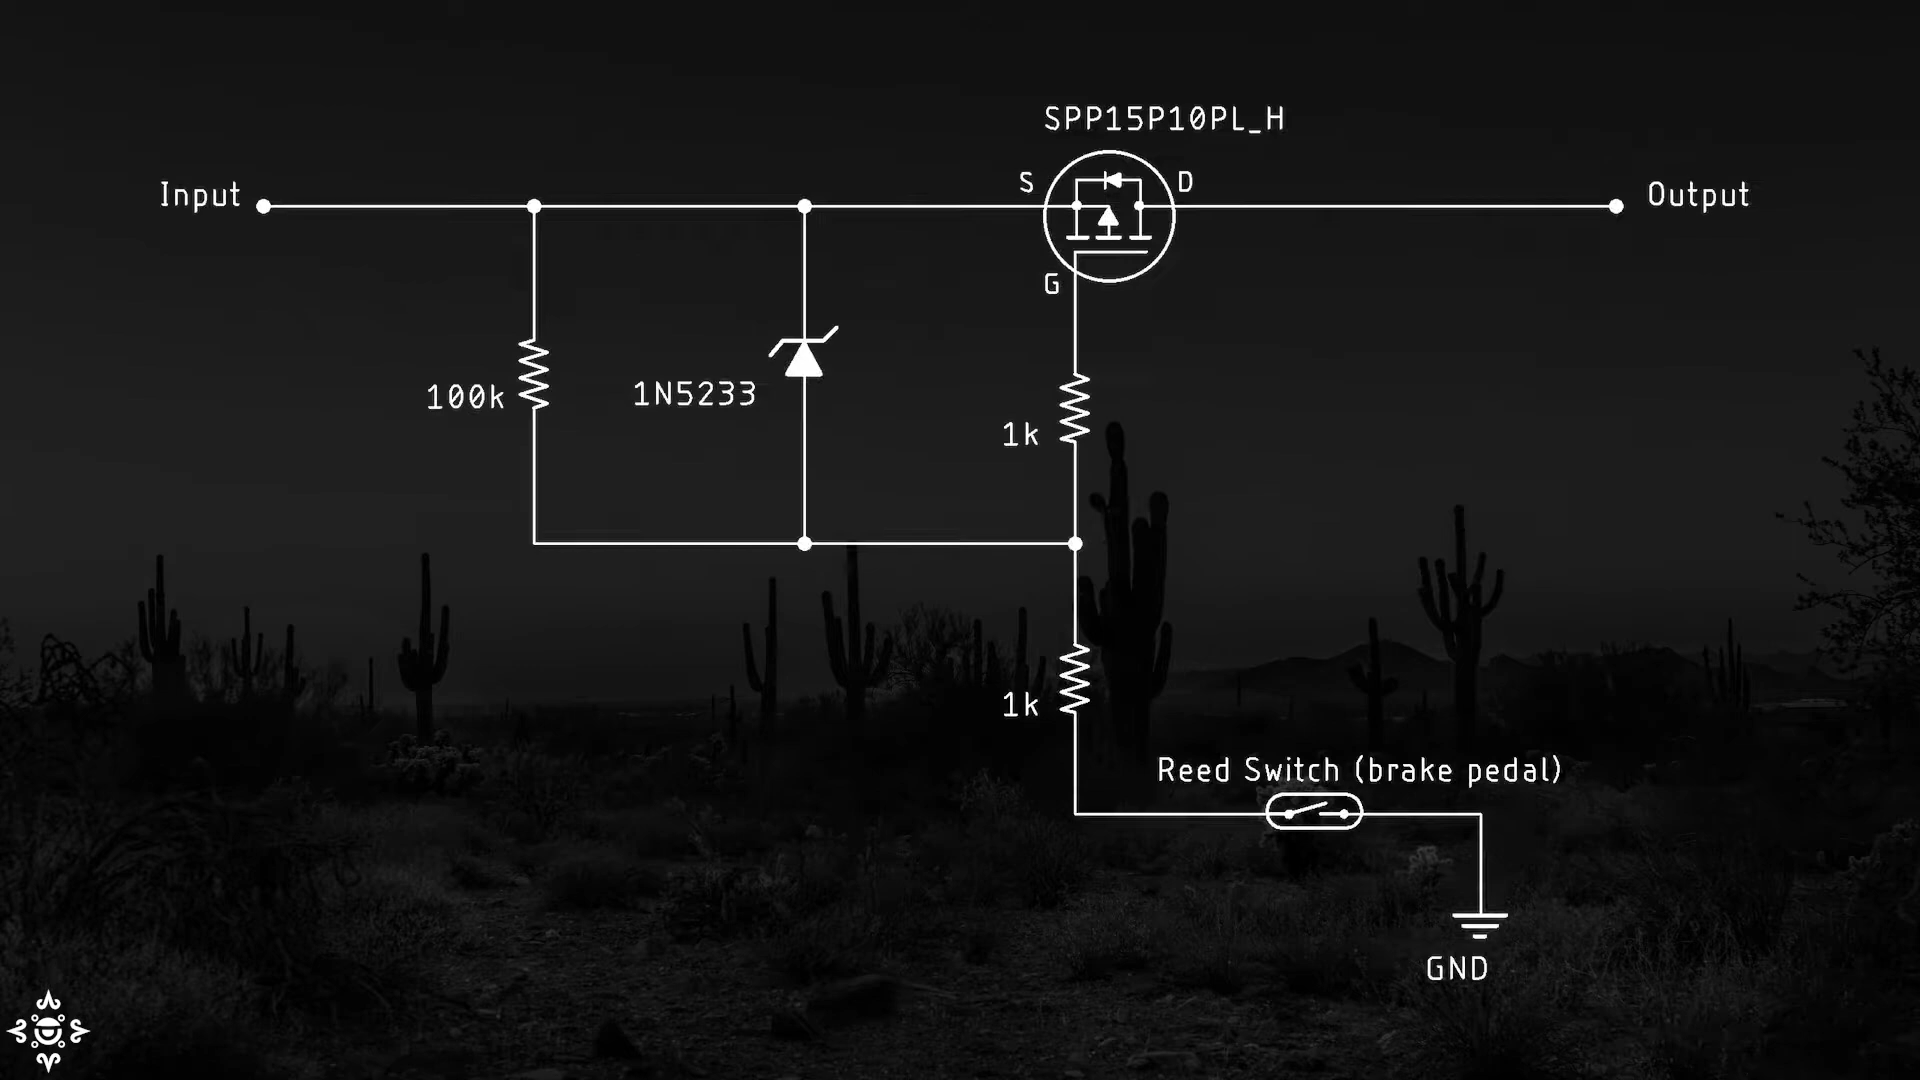 SPP15P10PL_H
Input
S
D
Output
G
100k
1N5233
1k
1k
Reed Switch (brake pedal)
GND